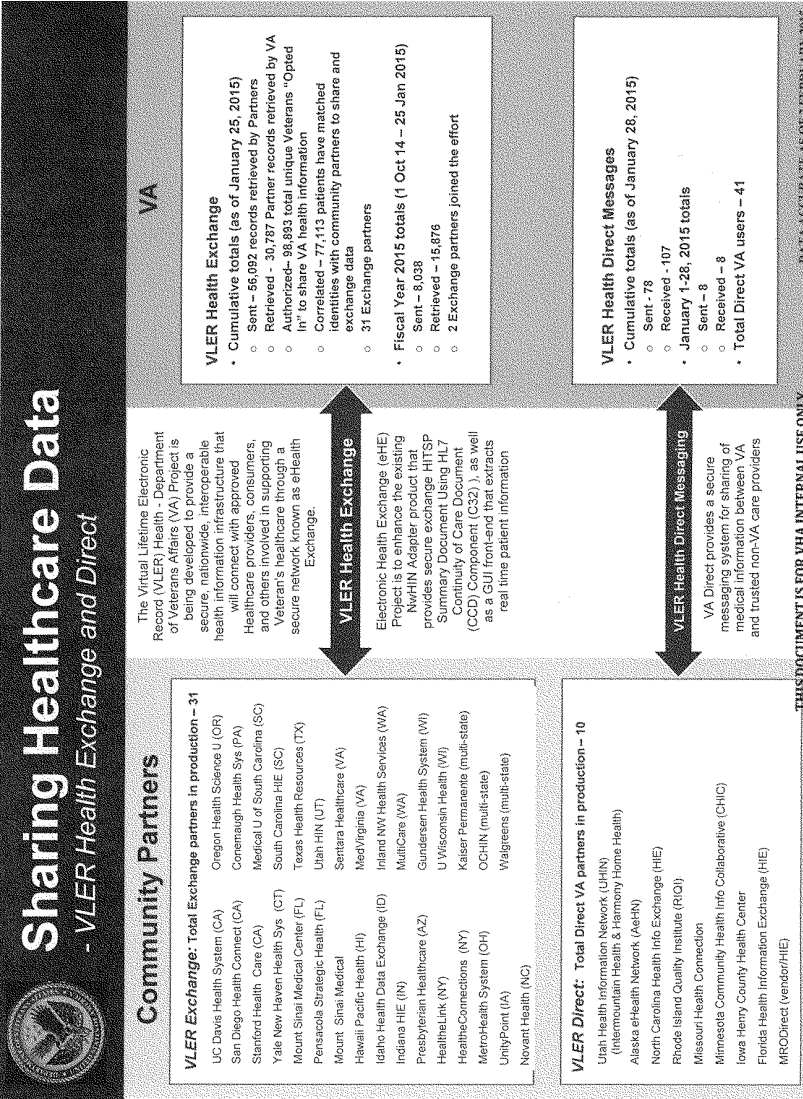 Sharing Healthcare Data
- VLER Health Exchange and Direct
Community Partners
VLER Exchange: Total Exchange partners in production – 31
UC Davis Health System (CA)
San Diego Health Connect (CA)
Stanford Health Care (CA)
Yale New Haven Health Sys (CT)
Mount Sinai Medical Center (FL)
Pensacola Strategic Health (FL)
Mount Sinai Medical
Hawaii Pacific Health (HI)
Idaho Health Data Exchange (ID)
Indiana HIE (IN)
Presbyterian Healthcare (AZ)
HealtheLink (NY)
HealtheConnections (NY)
MetroHealth System (OH)
UnityPoint (IA)
Novant Health (NC)
Oregon Health Science U (OR)
Conemaugh Health Sys (PA)
Medical U of South Carolina (SC)
South Carolina HIE (SC)
Texas Health Resources (TX)
Utah HIN (UT)
Sentara Healthcare (VA)
MedVirginia (VA)
Inland NW Health Services (WA)
MultiCare (WA)
Gundersen Health System (WI)
U Wisconsin Health (WI)
Kaiser Permanente (multi-state)
OCHIN (multi-state)
Walgreens (multi-state)
VLER Direct: Total Direct VA partners in production – 10
Utah Health Information Network (UHIN)
(Intermountain Health & Harmony Home Health)
Alaska eHealth Network (AeHN)
North Carolina Health Info Exchange (HIE)
Rhode Island Quality Institute (RIQI)
Missouri Health Connection
Minnesota Community Health Info Collaborative (CHIC)
Iowa Henry County Health Center
Florida Health Information Exchange (HIE)
MRODirect (vendor/HIE)
The Virtual Lifetime Electronic
Record (VLER) Health - Department
of Veterans Affairs (VA) Project is
being developed to provide a
secure, nationwide, interoperable
health information infrastructure that
will connect with approved
Healthcare providers, consumers,
and others involved in supporting
Veteran's healthcare through a
secure network known as eHealth
Exchange.
VLER Health Exchange
Electronic Health Exchange (eHE)
Project is to enhance the existing
NwHIN Adapter product that
provides secure exchange HITSP
Summary Document Using HL7
Continuity of Care Document
(CCD) Component (C32) ), as well
as a GUI front-end that extracts
real time patient information
VLER Health Direct Messaging
VA Direct provides a secure
messaging system for sharing of
medical information between VA
and trusted non-VA care providers
VA
VLER Health Exchange
• Cumulative totals (as of January 25, 2015)
○ Sent – 56,092 records retrieved by Partners
○ Retrieved - 30,787 Partner records retrieved by VA
○ Authorized– 98,893 total unique Veterans "Opted
In" to share VA health information
○ Correlated – 77,113 patients have matched
identities with community partners to share and
exchange data
○ 31 Exchange partners
• Fiscal Year 2015 totals (1 Oct 14 – 25 Jan 2015)
○ Sent – 8,038
○ Retrieved – 15,876
○ 2 Exchange partners joined the effort
VLER Health Direct Messages
• Cumulative totals (as of January 28, 2015)
○ Sent - 78
○ Received - 107
• January 1-28, 2015 totals
○ Sent – 8
○ Received – 8
• Total Direct VA users – 41
THIS DOCUMENT IS FOR VHA INTERNAL USE ONLY